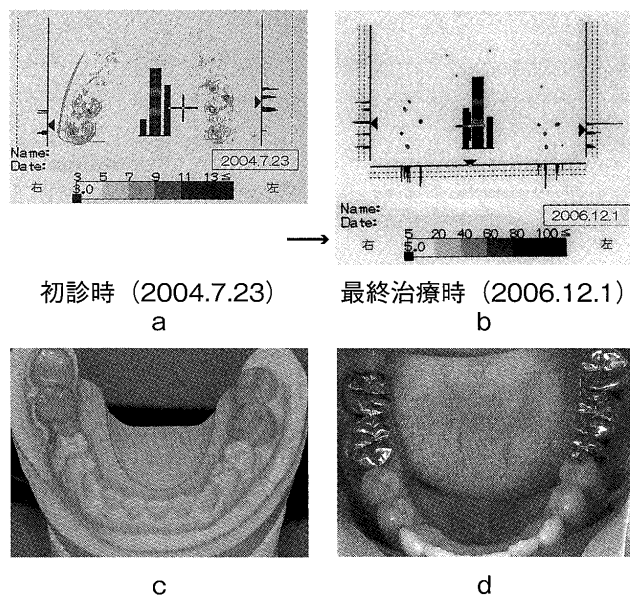 Name:
Date:
2004.7.23
右
3 5 7 9 11 13≤
3.0
左
初診時（2004.7.23）
a
Name:
Date:
2006.12.1
右
5 20 40 60 80 100≤
5.0
左
最終治療時（2006.12.1）
b
c
d